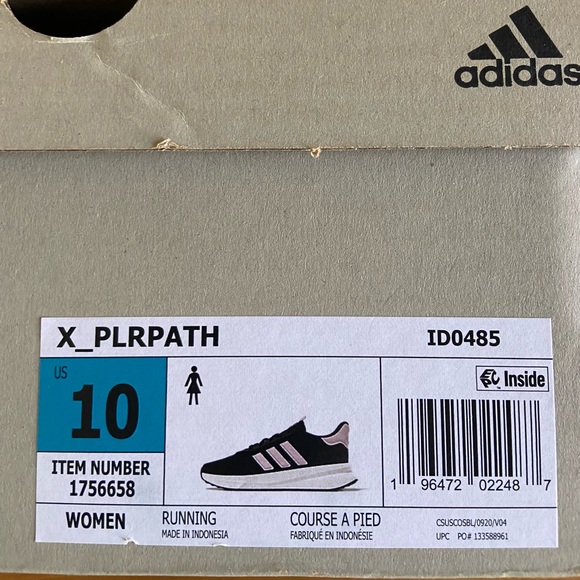 adidas
X_PLRPATH ID0485
US
10
Inside
ITEM NUMBER
1756658
1 96472 02248 7
WOMEN
RUNNING
MADE IN INDONESIA
COURSE A PIED
FABRIQUÉ EN INDONÉSIE
CSUSCOSBL/0920/V04
UPC PO# 133588961